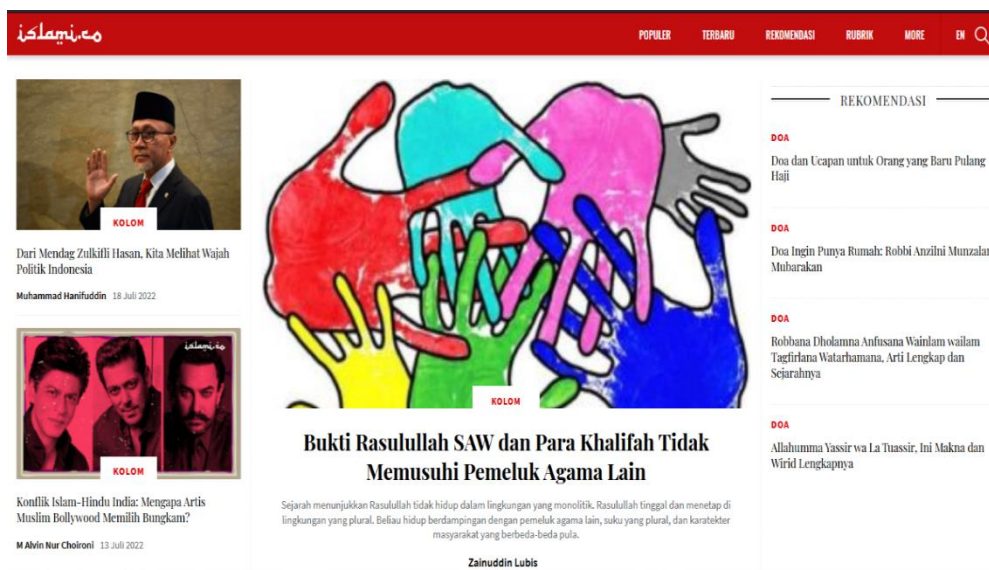 islami.co
POPULER TERBARU REKOMENDASI RUBRIK MORE EN
KOLOM
Dari Mendag Zulkifli Hasan, Kita Melihat Wajah
Politik Indonesia
Muhammad Hanifuddin 18 Juli 2022
islami.co
KOLOM
Konflik Islam-Hindu India: Mengapa Artis
Muslim Bollywood Memilih Bungkam?
M Alvin Nur Choironi 13 Juli 2022
KOLOM
Bukti Rasulullah SAW dan Para Khalifah Tidak
Memusuhi Pemeluk Agama Lain
Sejarah menunjukkan Rasulullah tidak hidup dalam lingkungan yang monolitik. Rasulullah tinggal dan menetap di
lingkungan yang plural. Beliau hidup berdampingan dengan pemeluk agama lain, suku yang plural, dan karatekter
masyarakat yang berbeda-beda pula.
Zainuddin Lubis
REKOMENDASI
DOA
Doa dan Ucapan untuk Orang yang Baru Pulang
Haji
DOA
Doa Ingin Punya Rumah: Robbi Anzilni Munzalan
Mubarakan
DOA
Robbana Dholamna Anfusana Wainlam wailam
Tagfirlana Watarhamana, Arti Lengkap dan
Sejarahnya
DOA
Allahumma Yassir wa La Tuassir, Ini Makna dan
Wirid Lengkapnya